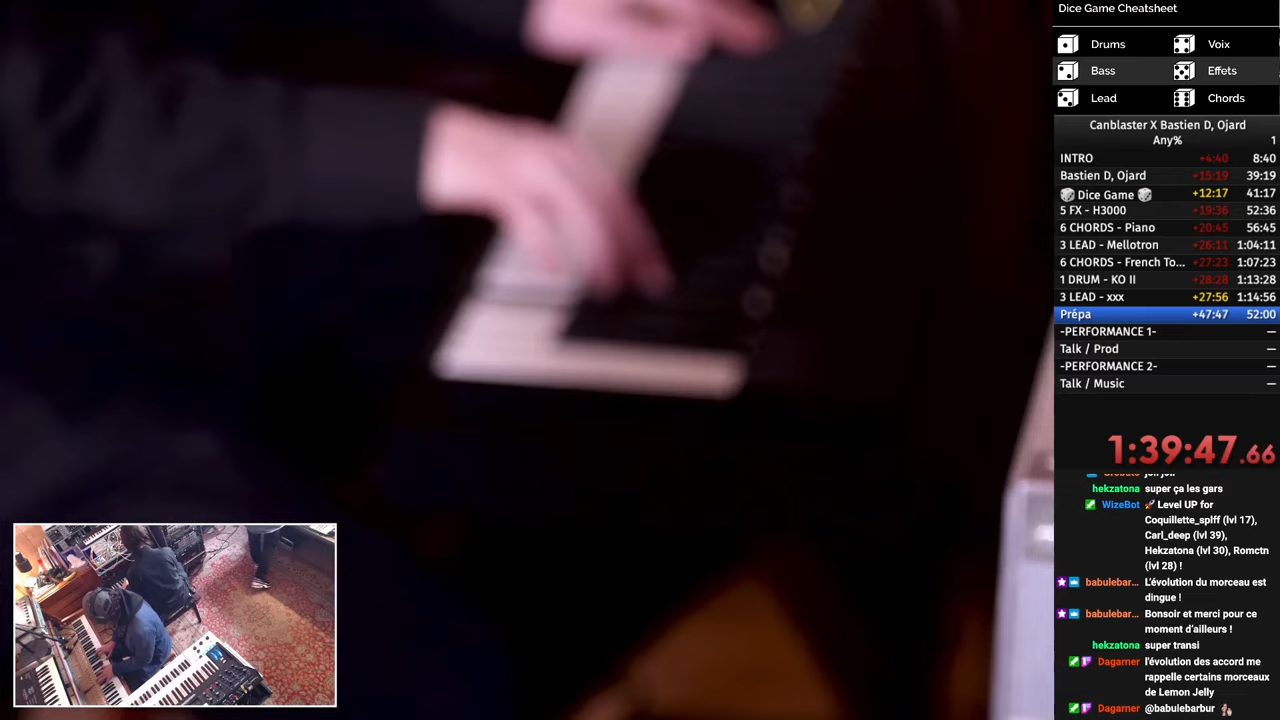 Dice Game Cheatsheet
Drums Voix
Bass Effets
Lead Chords
Canblaster X Bastien D, Ojard
Any% 1
INTRO +4:40 8:40
Bastien D, Ojard +15:19 39:19
🎲 Dice Game 🎲 +12:17 41:17
5 FX - H3000 +19:36 52:36
6 CHORDS - Piano +20:45 56:45
3 LEAD - Mellotron +26:11 1:04:11
6 CHORDS - French To... +27:23 1:07:23
1 DRUM - KO II +28:28 1:13:28
3 LEAD - xxx +27:56 1:14:56
Prépa +47:47 52:00
-PERFORMANCE 1- —
Talk / Prod —
-PERFORMANCE 2- —
Talk / Music —
1:39:47.66
hekzatona super ça les gars
WizeBot 🚀 Level UP for
Coquillette_splff (lvl 17),
Carl_deep (lvl 39),
Hekzatona (lvl 30), Romctn
(lvl 28) !
babulebar... L'évolution du morceau est
dingue !
babulebar... Bonsoir et merci pour ce
moment d'ailleurs !
hekzatona super transi
Dagarner l'évolution des accord me
rappelle certains morceaux
de Lemon Jelly
Dagarner @babulebarbur